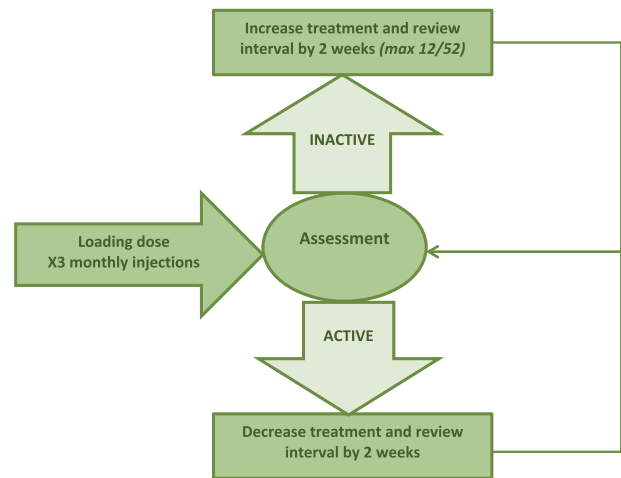 Increase treatment and review
interval by 2 weeks (max 12/52)
INACTIVE
Loading dose
X3 monthly injections
Assessment
ACTIVE
Decrease treatment and review
interval by 2 weeks